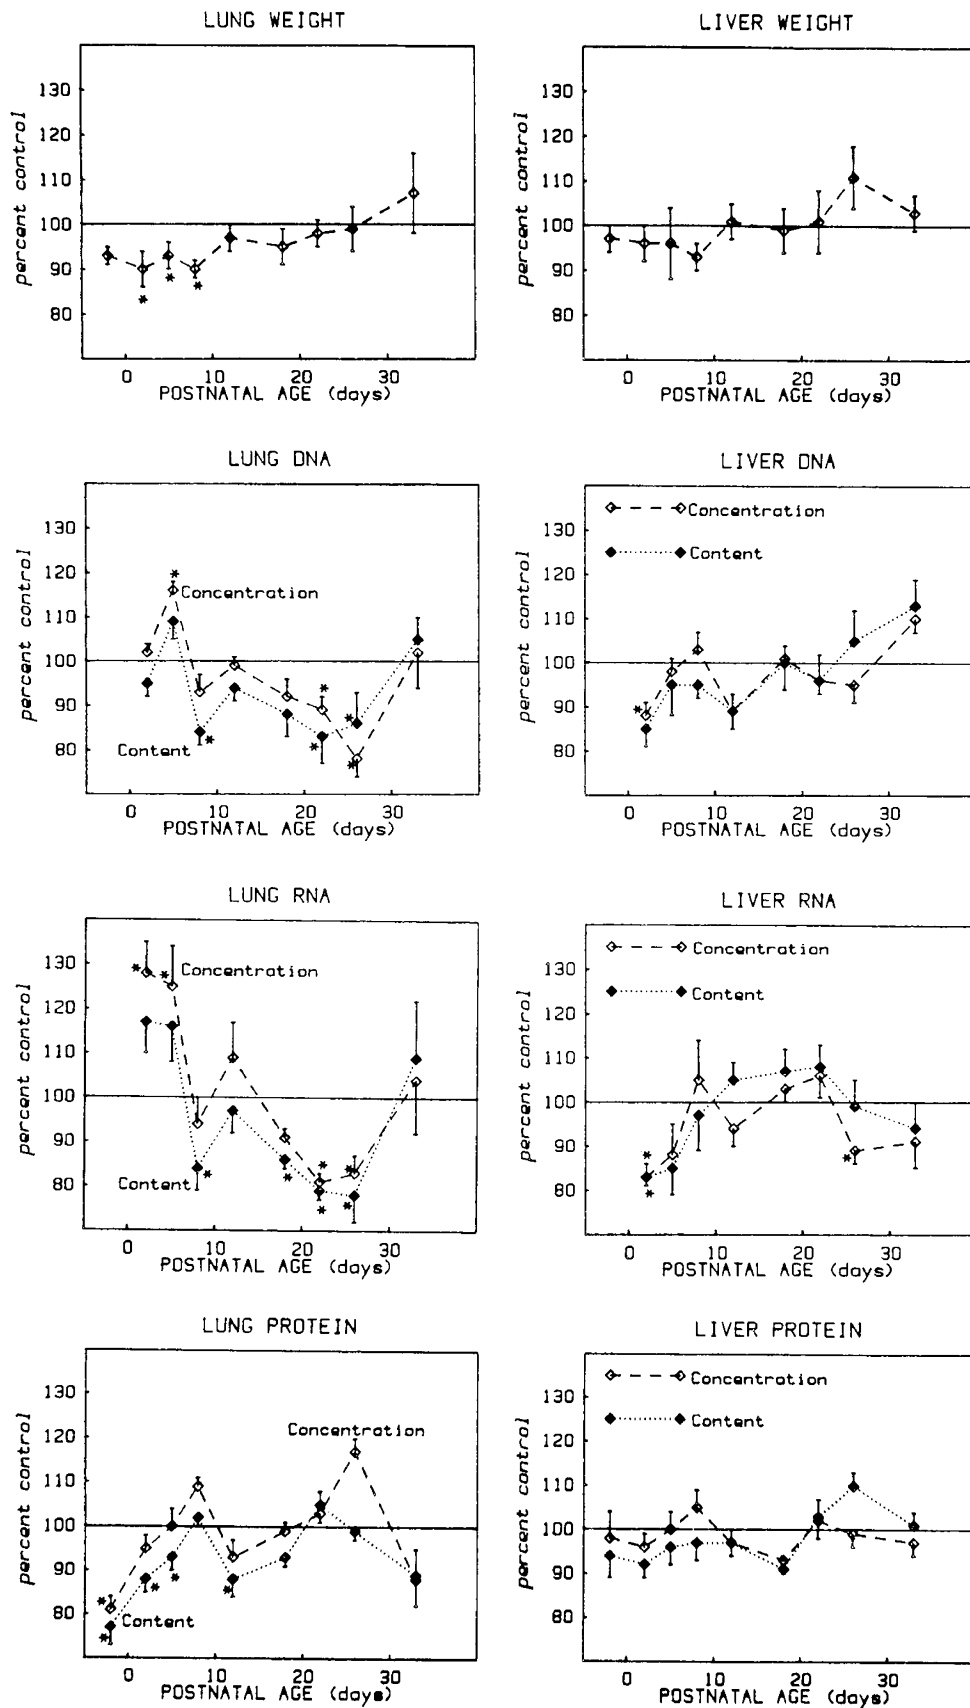 LUNG WEIGHT
percent control
130
120
110
100
90
80
0 10 20 30
POSTNATAL AGE (days)
* * *
LIVER WEIGHT
percent control
130
120
110
100
90
80
0 10 20 30
POSTNATAL AGE (days)
LUNG DNA
percent control
130
120
110
100
90
80
*
Concentration
Content
*
*
*
*
*
0 10 20 30
POSTNATAL AGE (days)
LIVER DNA
percent control
130
120
110
100
90
80
Concentration
Content
*
0 10 20 30
POSTNATAL AGE (days)
LUNG RNA
percent control
130
120
110
100
90
80
* *
Concentration
Content
*
*
*
*
*
*
0 10 20 30
POSTNATAL AGE (days)
LIVER RNA
percent control
130
120
110
100
90
80
Concentration
Content
*
*
*
0 10 20 30
POSTNATAL AGE (days)
LUNG PROTEIN
percent control
130
120
110
100
90
80
Concentration
Content
*
*
*
*
*
0 10 20 30
POSTNATAL AGE (days)
LIVER PROTEIN
percent control
130
120
110
100
90
80
Concentration
Content
0 10 20 30
POSTNATAL AGE (days)